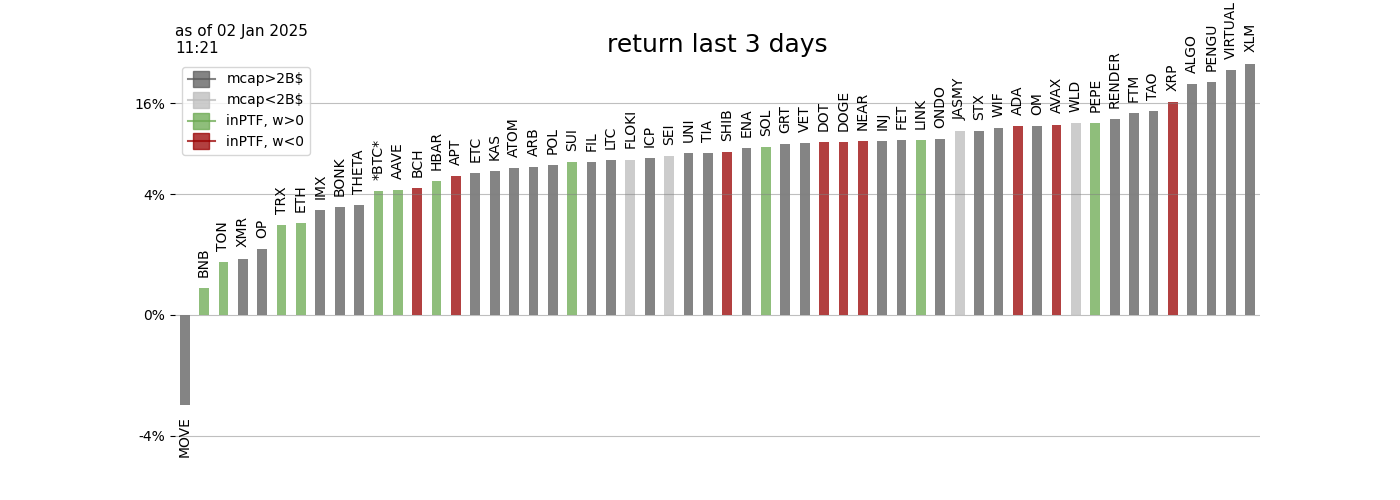 as of 02 Jan 2025
11:21
return last 3 days
mcap>2B$
mcap<2B$
inPTF, w>0
inPTF, w<0
16%
4%
0%
-4%
MOVE
BNB
TON
XMR
OP
TRX
ETH
IMX
BONK
THETA
*BTC*
AAVE
BCH
HBAR
APT
ETC
KAS
ATOM
ARB
POL
SUI
FIL
LTC
FLOKI
ICP
SEI
UNI
TIA
SHIB
ENA
SOL
GRT
VET
DOT
DOGE
NEAR
INJ
FET
LINK
ONDO
JASMY
STX
WIF
ADA
OM
AVAX
WLD
PEPE
RENDER
FTM
TAO
XRP
ALGO
PENGU
VIRTUAL
XLM